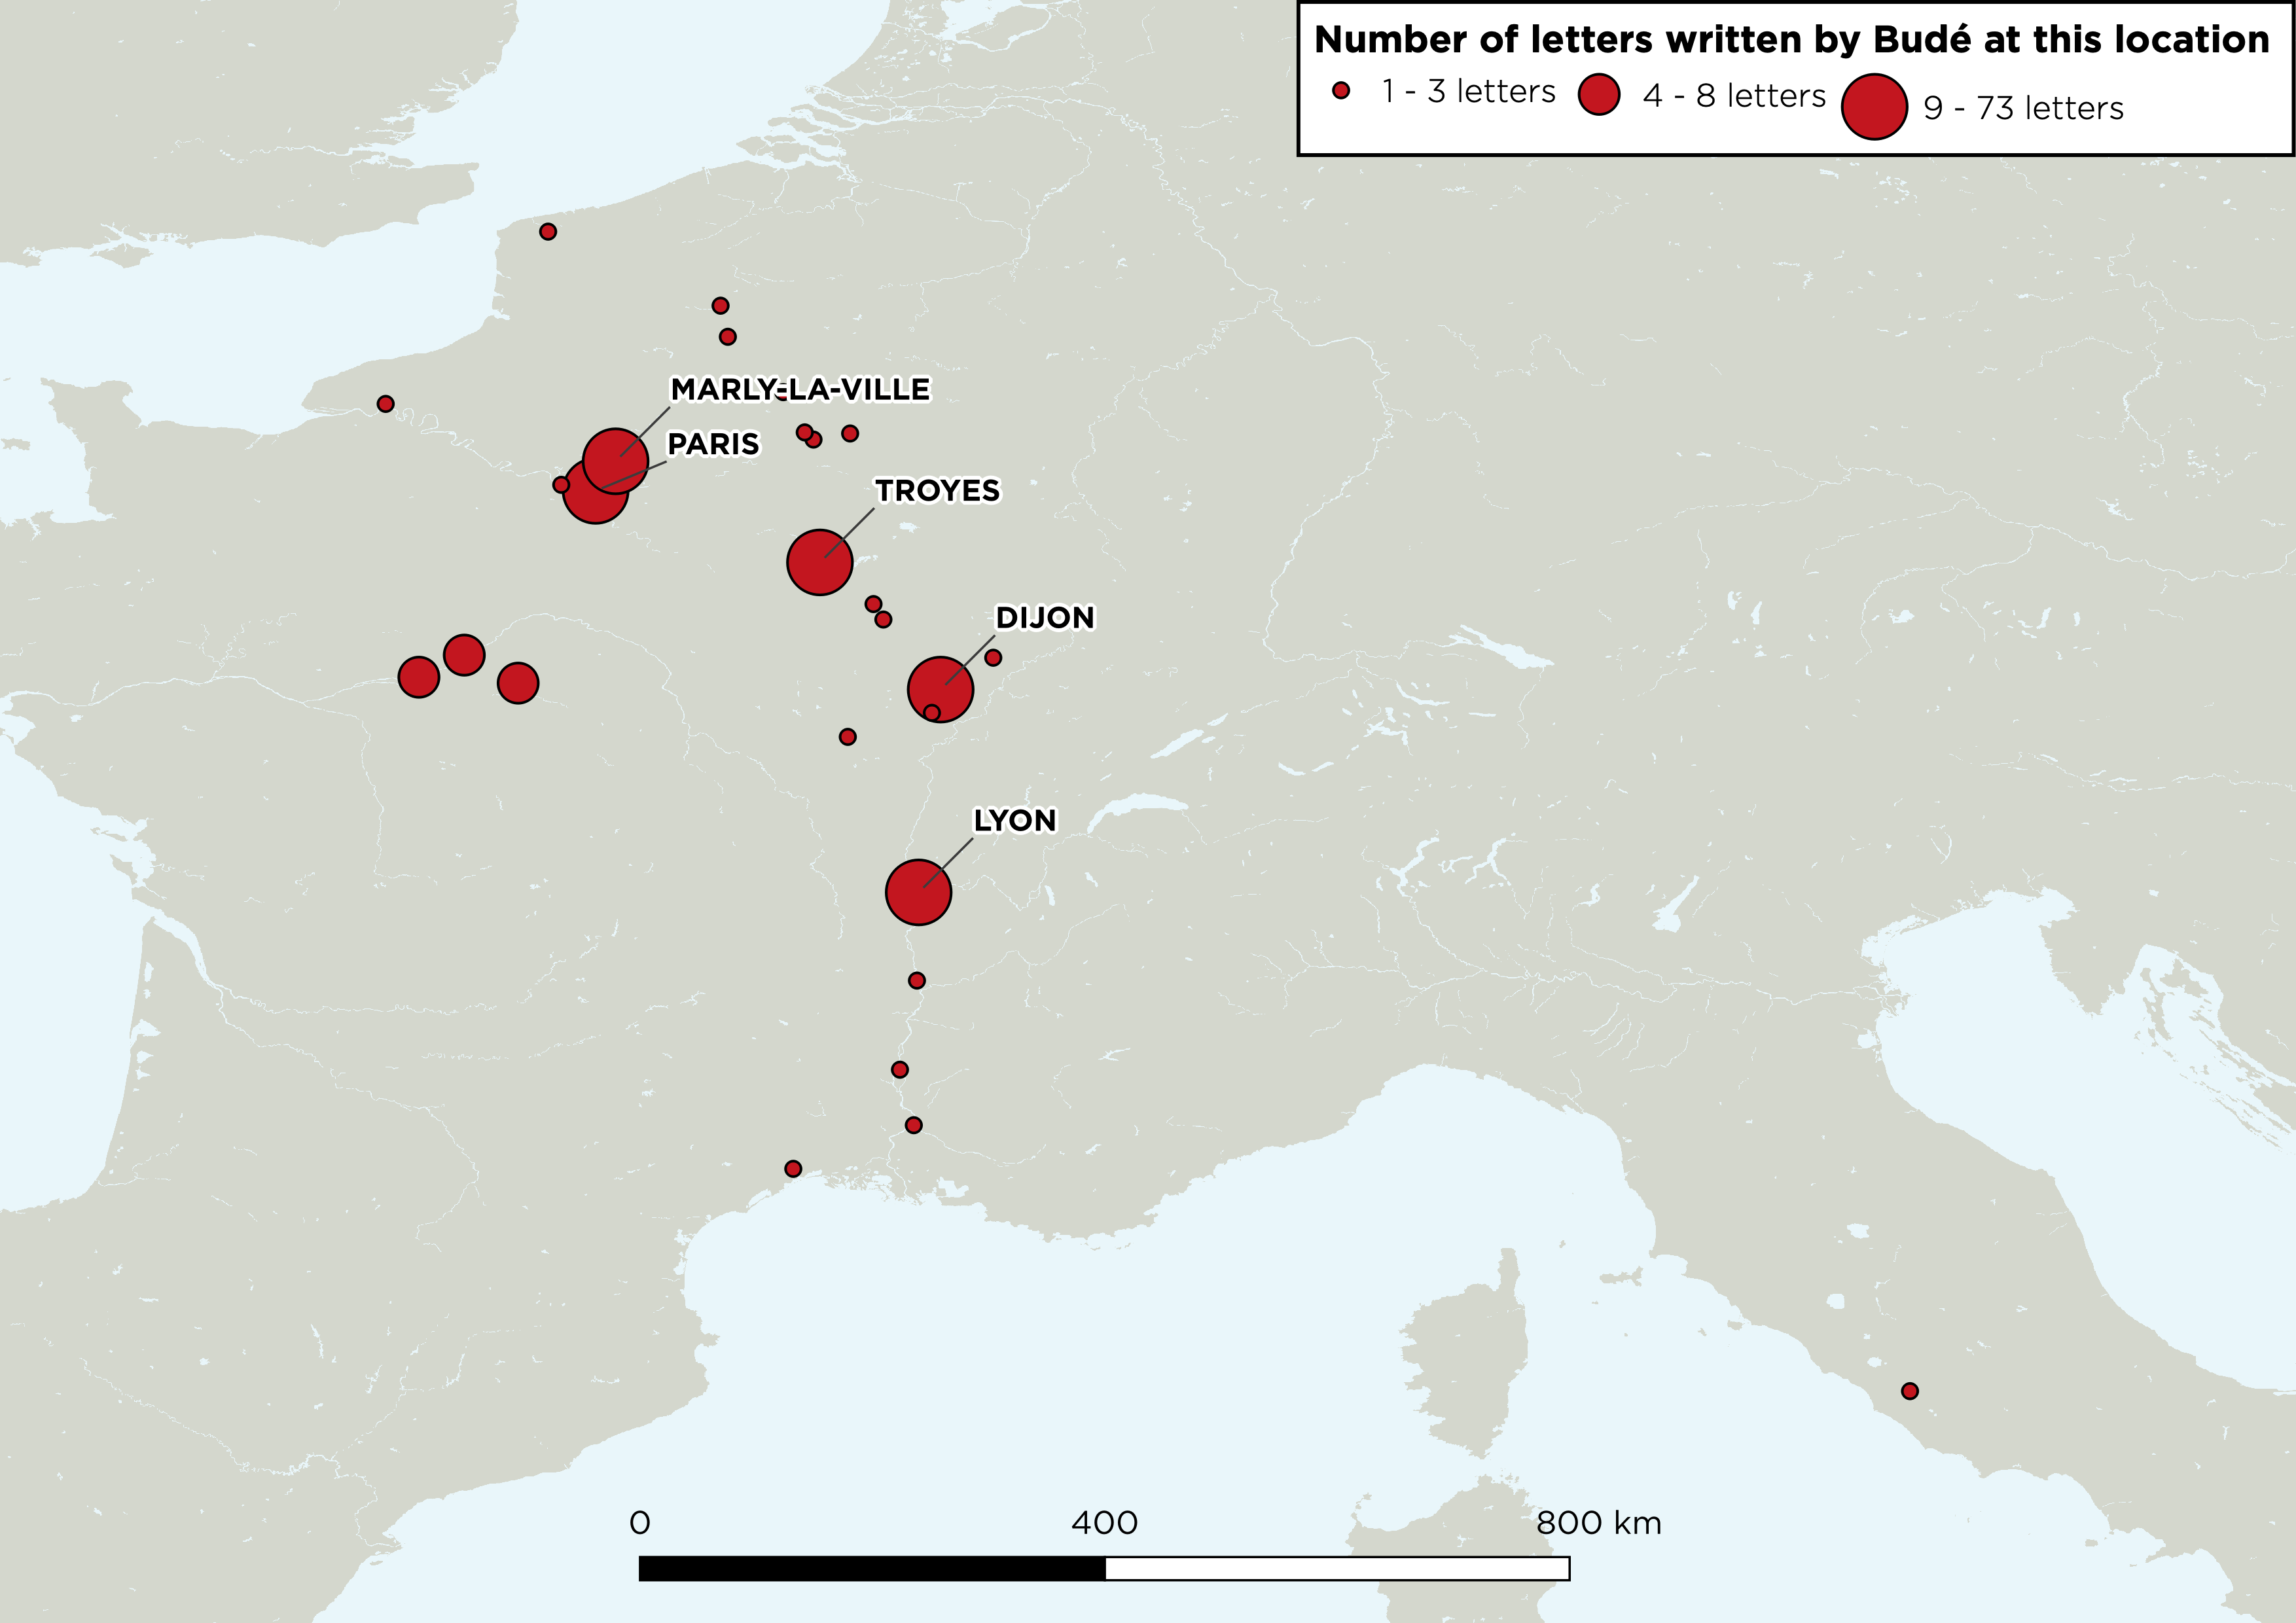 Number of letters written by Budé at this location
1 - 3 letters 4 - 8 letters 9 - 73 letters
MARLY-LA-VILLE
PARIS
TROYES
DIJON
LYON
0 400 800 km